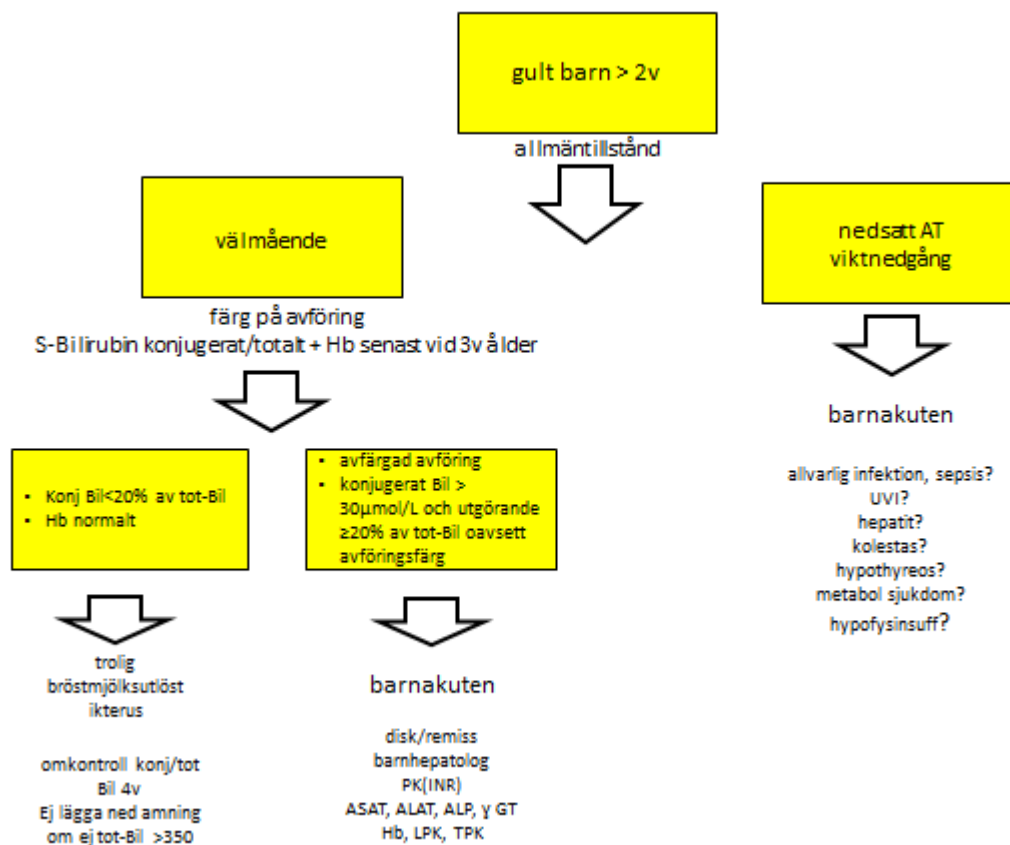 gult barn > 2v
allmäntillstånd
välmående
nedsatt AT
viktnedgång
färg på avföring
S-Bilirubin konjugerat/totalt + Hb senast vid 3v ålder
▪ Konj Bil<20% av tot-Bil
▪ Hb normalt
▪ avfärgad avföring
▪ konjugerat Bil >
30µmol/L och utgörande
≥20% av tot-Bil oavsett
avföringsfärg
barnakuten
allvarlig infektion, sepsis?
UVI?
hepatit?
kolestas?
hypothyreos?
metabol sjukdom?
hypofysinsuff?
trolig
bröstmjölksutlöst
ikterus
omkontroll konj/tot
Bil 4v
Ej lägga ned amning
om ej tot-Bil >350
barnakuten
disk/remiss
barnhepatolog
PK(INR)
ASAT, ALAT, ALP, γ GT
Hb, LPK, TPK